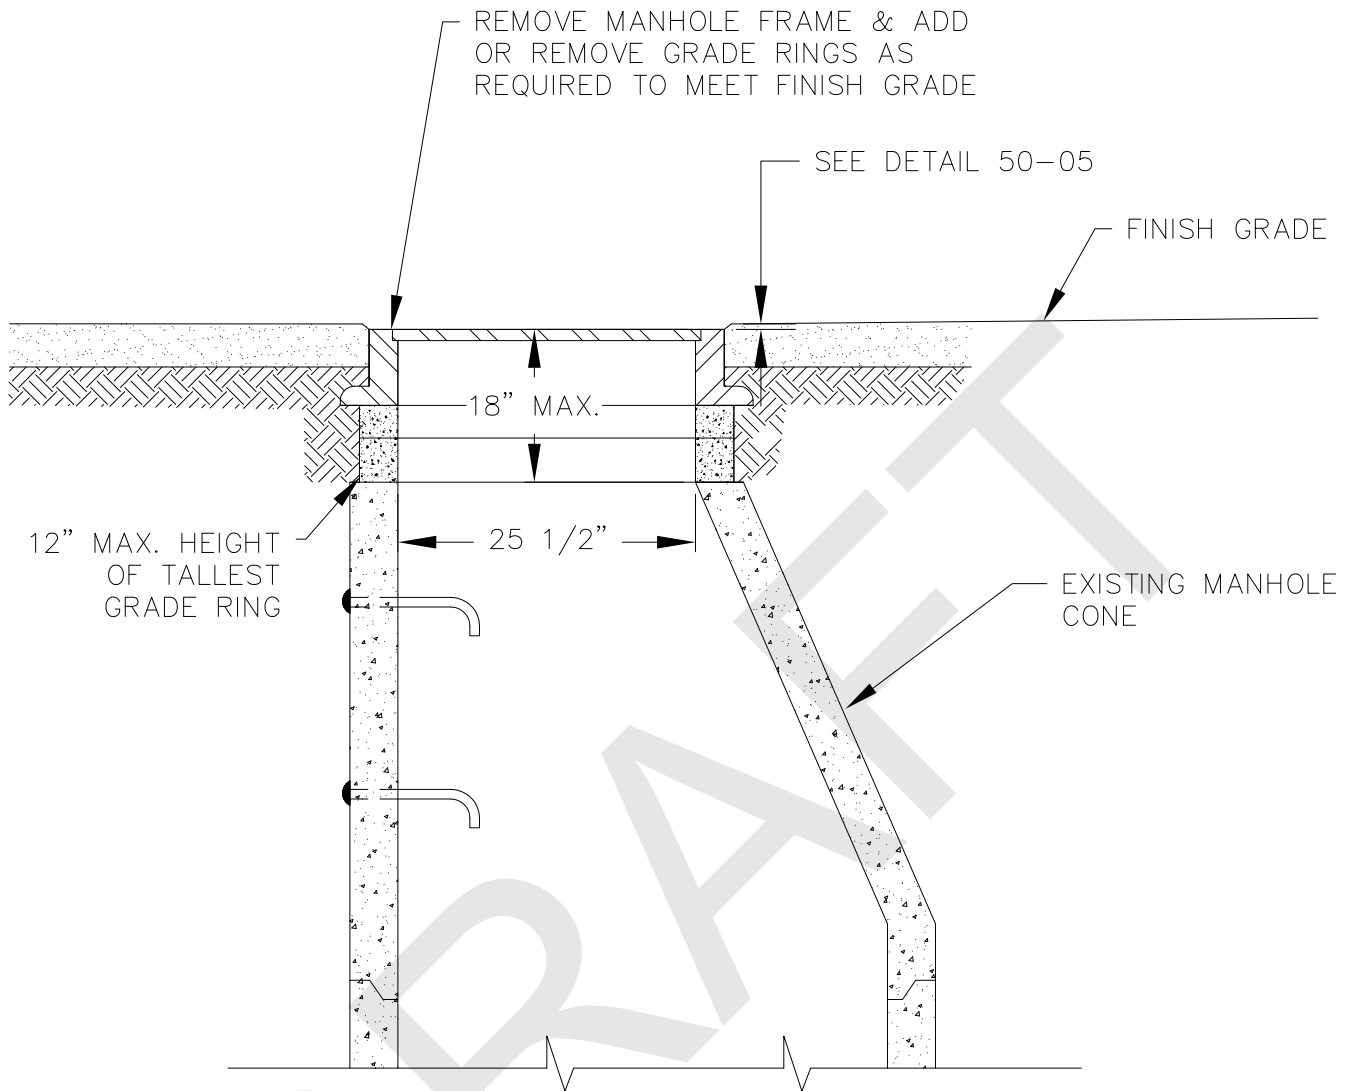 REMOVE MANHOLE FRAME & ADD
OR REMOVE GRADE RINGS AS
REQUIRED TO MEET FINISH GRADE
SEE DETAIL 50-05
FINISH GRADE
18" MAX.
25 1/2"
12" MAX. HEIGHT
OF TALLEST
GRADE RING
EXISTING MANHOLE
CONE
RAFT